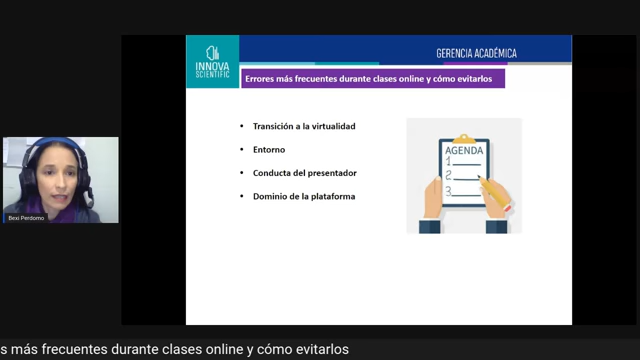 INNOVA
SCIENTIFIC
GERENCIA ACADÉMICA
Errores más frecuentes durante clases online y cómo evitarlos
• Transición a la virtualidad
• Entorno
• Conducta del presentador
• Dominio de la plataforma
AGENDA
1
2
3
Bexi Perdomo
s más frecuentes durante clases online y cómo evitarlos